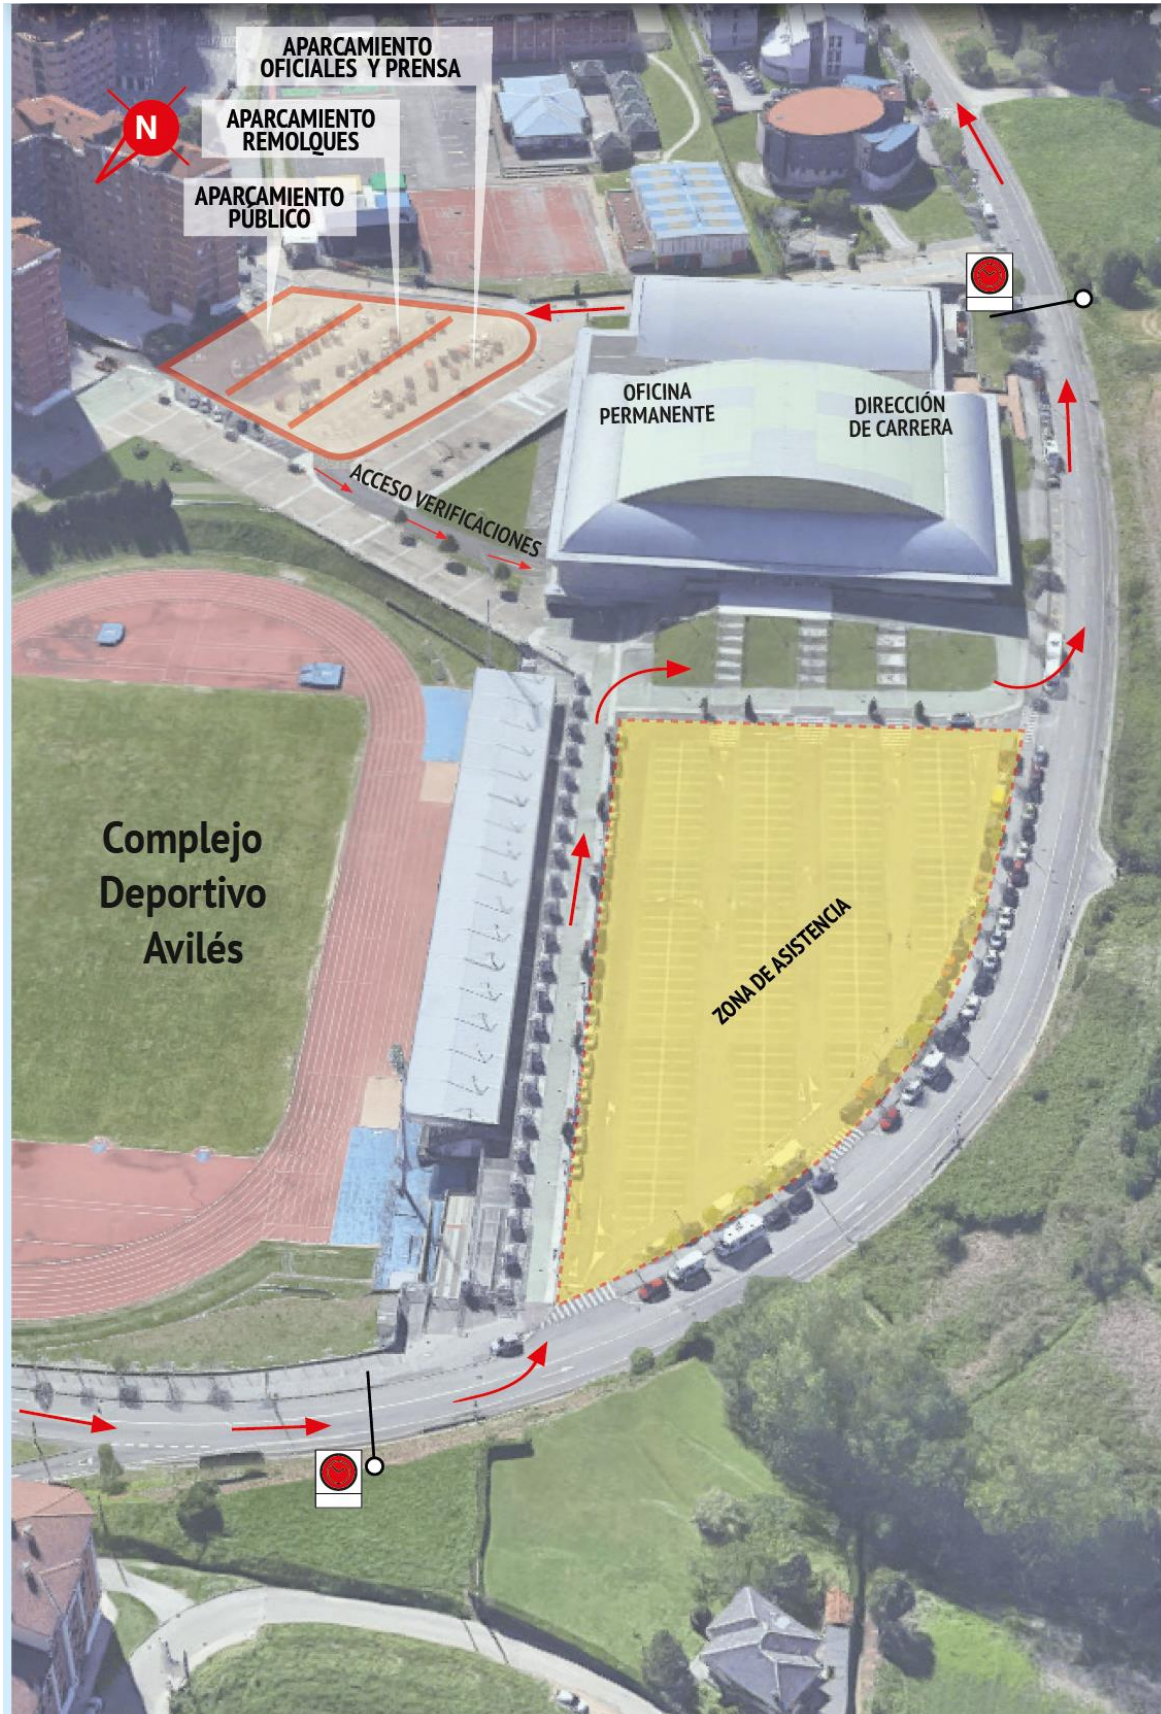 APARCAMIENTO
OFICIALES Y PRENSA
APARCAMIENTO
REMOLQUES
N
APARCAMIENTO
PÚBLICO
OFICINA
PERMANENTE
DIRECCIÓN
DE CARRERA
ACCESO VERIFICACIONES
Complejo
Deportivo
Avilés
ZONA DE ASISTENCIA